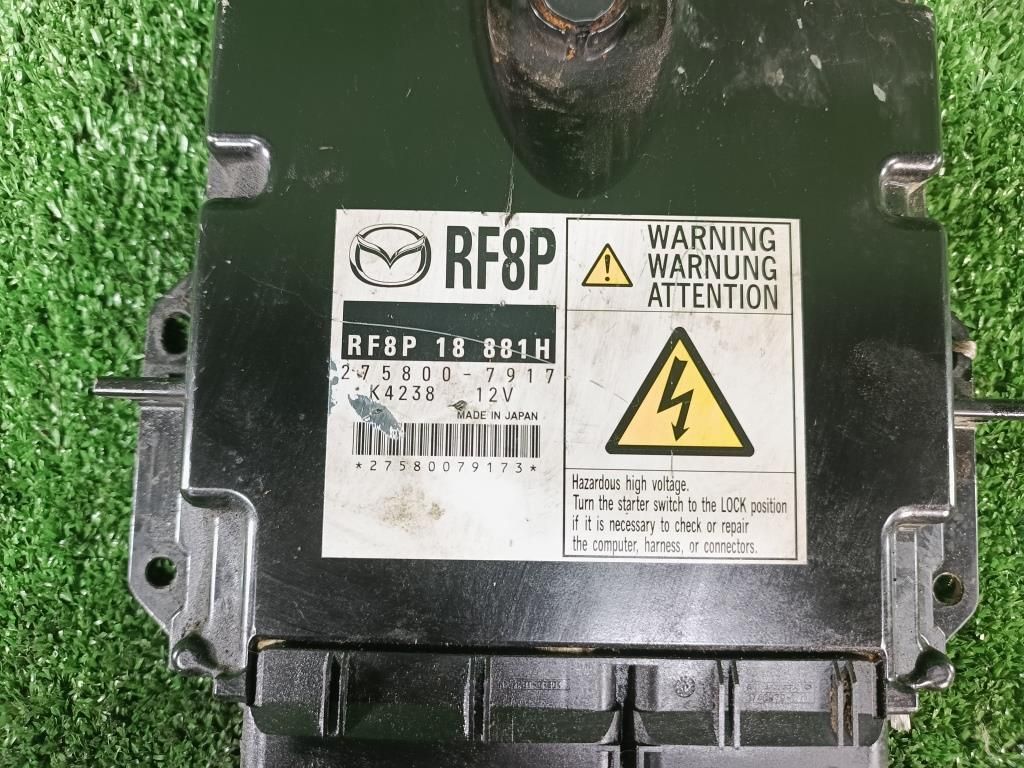 RF8P
RF8P 18 881H
275800-7917
K4238 12V
MADE IN JAPAN
*27580079173*
WARNING
WARNUNG
ATTENTION
Hazardous high voltage.
Turn the starter switch to the LOCK position
if it is necessary to check or repair
the computer, harness, or connectors.